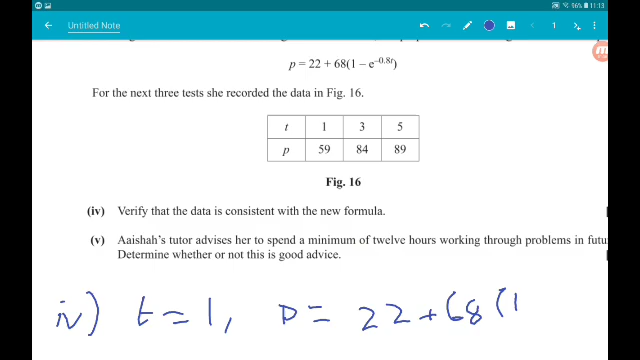 96% 11:13
Untitled Note
1
p = 22 + 68(1 – e^–0.8t)
For the next three tests she recorded the data in Fig. 16.
t 1 3 5
p 59 84 89
Fig. 16
(iv) Verify that the data is consistent with the new formula.
(v) Aaishah's tutor advises her to spend a minimum of twelve hours working through problems in futu
Determine whether or not this is good advice.
iv) t = 1, p = 22 + 68 (1